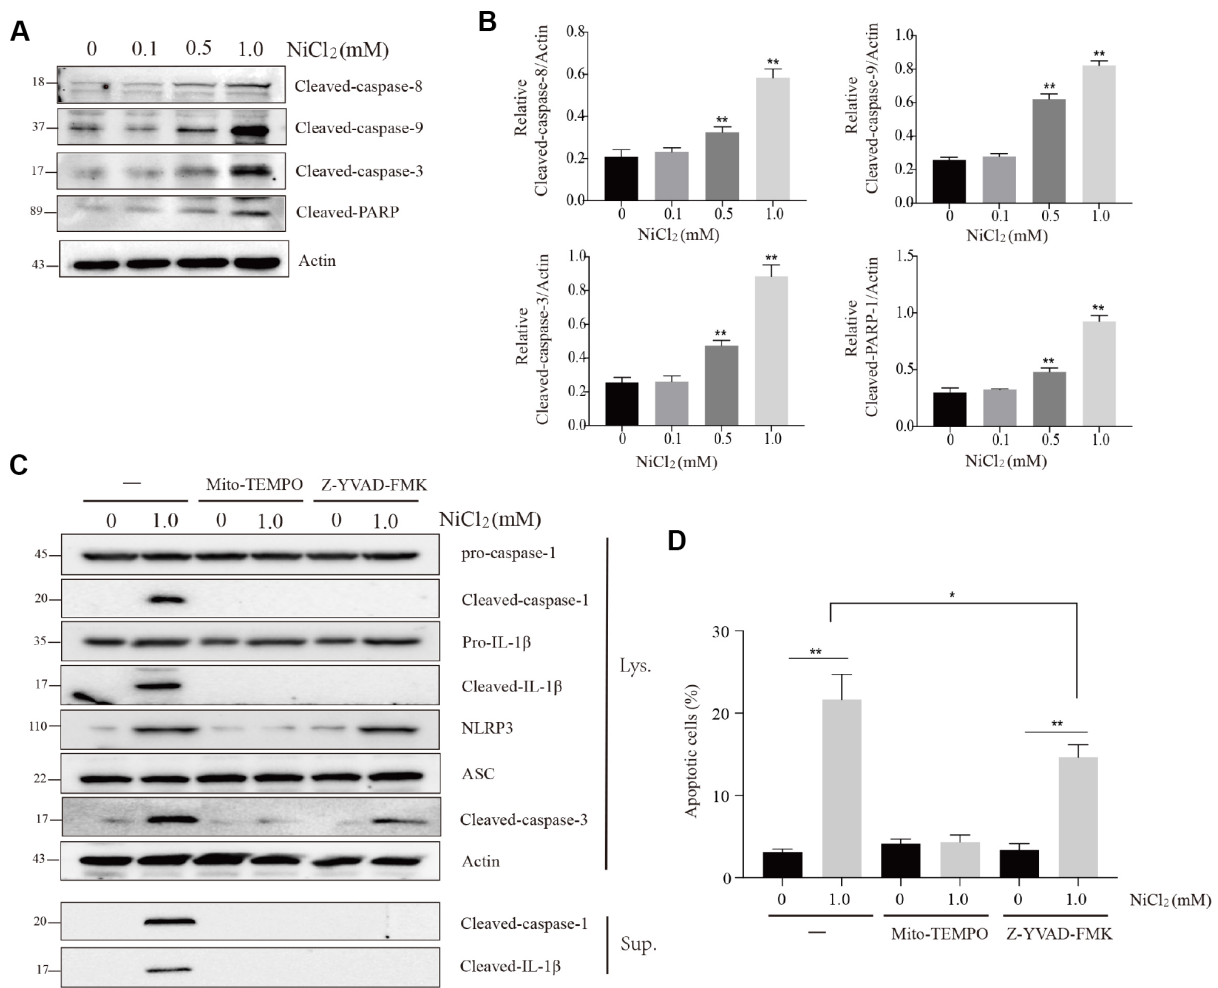 A
0 0.1 0.5 1.0 NiCl2 (mM)
18 Cleaved-caspase-8
37 Cleaved-caspase-9
17 Cleaved-caspase-3
89 Cleaved-PARP
43 Actin
B
Relative
Cleaved-caspase-8/Actin
0.8
0.6
0.4
0.2
0.0
** **
0 0.1 0.5 1.0
NiCl2 (mM)
Relative
Cleaved-caspase-9/Actin
1.0
0.8
0.6
0.4
0.2
0.0
** **
0 0.1 0.5 1.0
NiCl2 (mM)
Relative
Cleaved-caspase-3/Actin
1.0
0.8
0.6
0.4
0.2
0.0
** **
0 0.1 0.5 1.0
NiCl2 (mM)
Relative
Cleaved-PARP-1/Actin
1.5
1.0
0.5
0.0
** **
0 0.1 0.5 1.0
NiCl2 (mM)
C
— Mito-TEMPO Z-YVAD-FMK
0 1.0 0 1.0 0 1.0 NiCl2 (mM)
45 pro-caspase-1
20 Cleaved-caspase-1
35 Pro-IL-1β
17 Cleaved-IL-1β
110 NLRP3
22 ASC
17 Cleaved-caspase-3
43 Actin
Lys.
20 Cleaved-caspase-1
17 Cleaved-IL-1β
Sup.
D
Apoptotic cells (%)
30
20
10
0
*
** **
0 1.0 0 1.0 0 1.0 NiCl2 (mM)
— Mito-TEMPO Z-YVAD-FMK